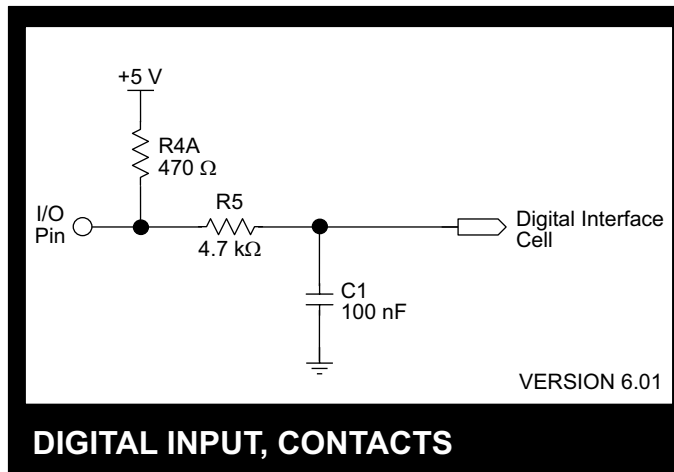 +5 V
R4A
470 Ω
I/O
Pin
R5
4.7 kΩ
Digital Interface
Cell
C1
100 nF
VERSION 6.01
DIGITAL INPUT, CONTACTS